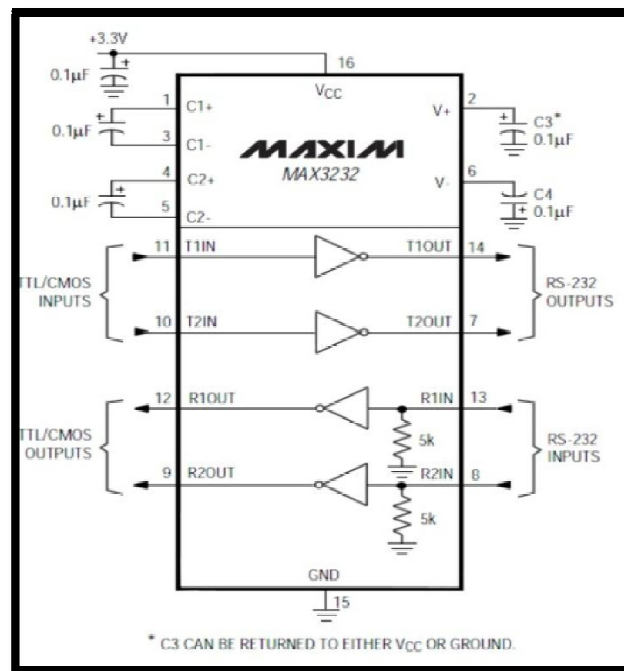 +3.3V
0.1µF
16
VCC
1
C1+
0.1µF
3
C1-
4
C2+
0.1µF
5
C2-
MAXIM
MAX3232
V+
2
C3*
0.1µF
V-
6
C4
0.1µF
11
T1IN
T1OUT
14
TTL/CMOS
INPUTS
RS-232
OUTPUTS
10
T2IN
T2OUT
7
12
R1OUT
R1IN
13
5k
TTL/CMOS
OUTPUTS
RS-232
INPUTS
9
R2OUT
R2IN
8
5k
GND
15
* C3 CAN BE RETURNED TO EITHER VCC OR GROUND.